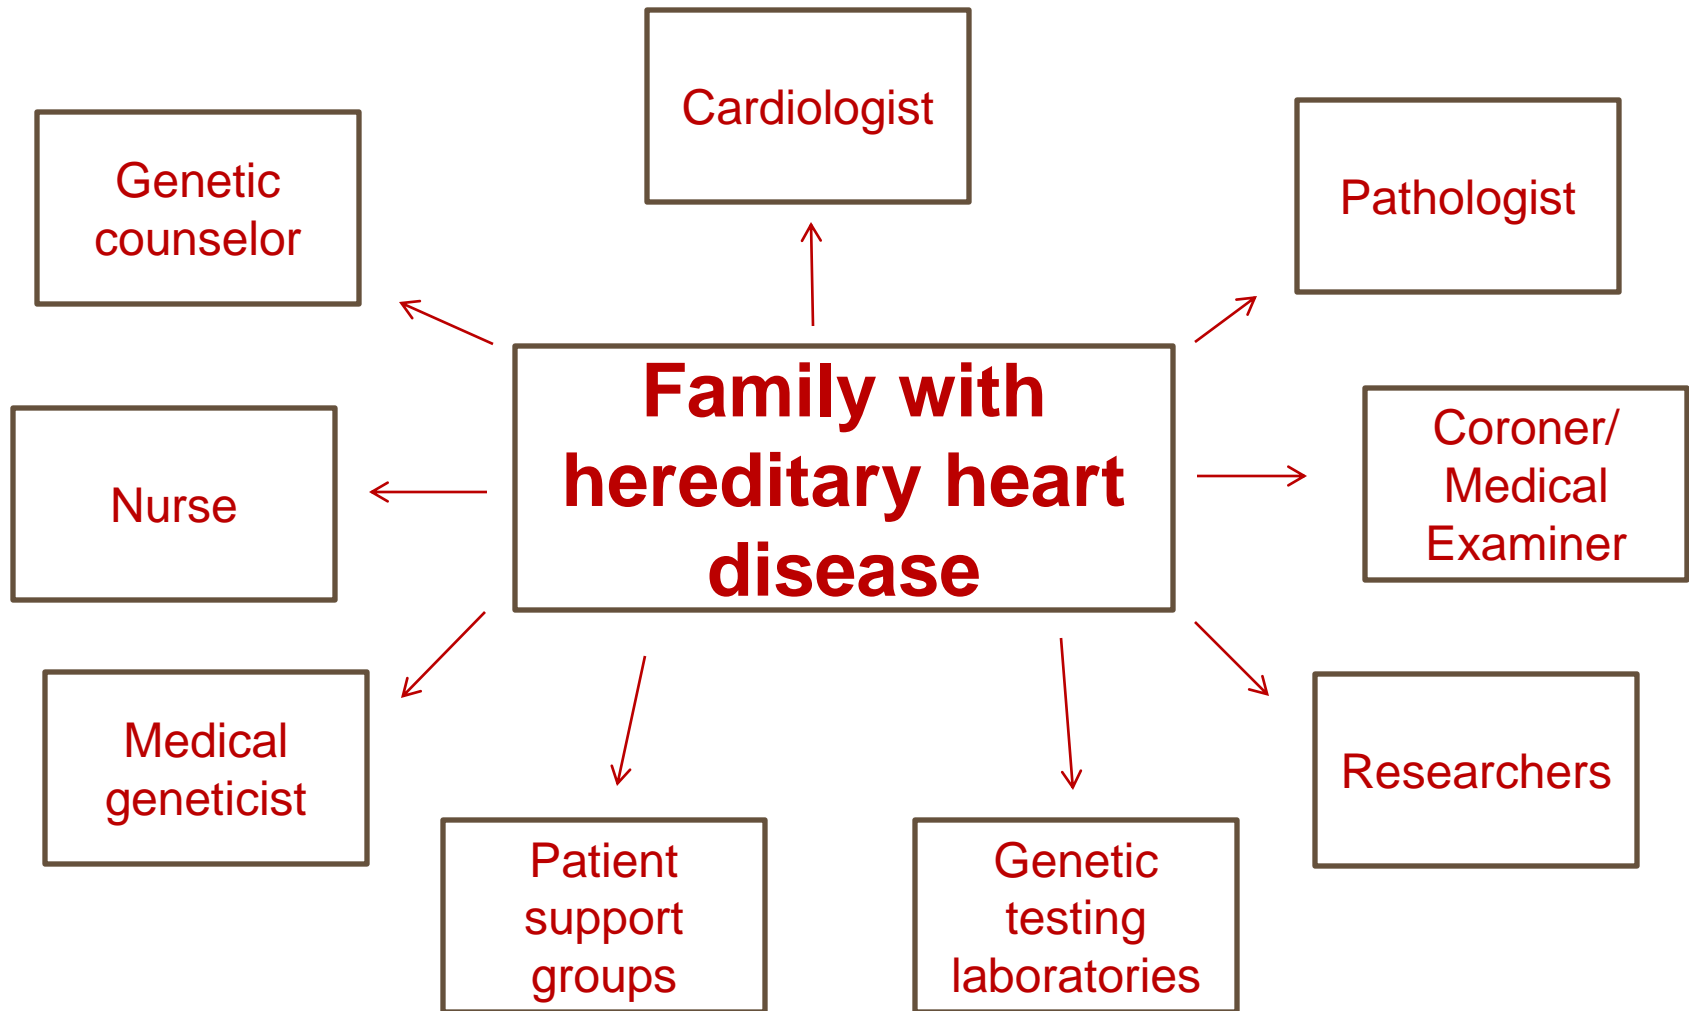 Cardiologist
Genetic
counselor
Pathologist
Family with
hereditary heart
disease
Coroner/
Medical
Examiner
Nurse
Medical
geneticist
Researchers
Patient
support
groups
Genetic
testing
laboratories